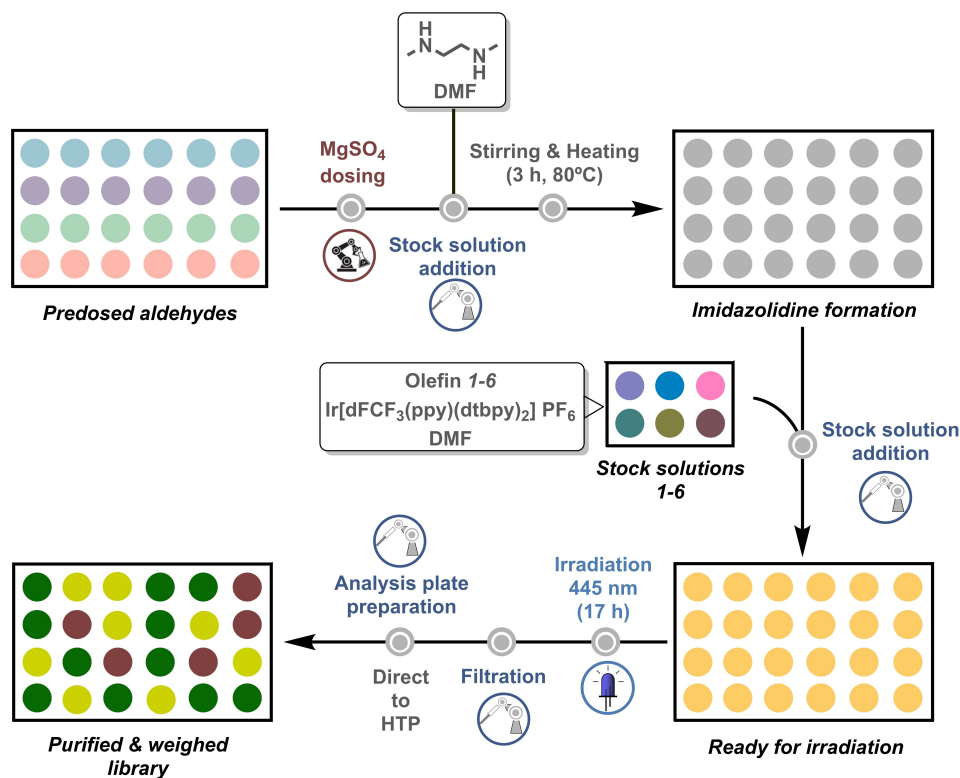 H
N
N
H
DMF
MgSO4
dosing
Stirring & Heating
(3 h, 80ºC)
Stock solution
addition
Predosed aldehydes
Imidazolidine formation
Olefin 1-6
Ir[dFCF3(ppy)(dtbpy)2] PF6
DMF
Stock solutions
1-6
Stock solution
addition
Analysis plate
preparation
Irradiation
445 nm
(17 h)
Direct
to
HTP
Filtration
Purified & weighed
library
Ready for irradiation